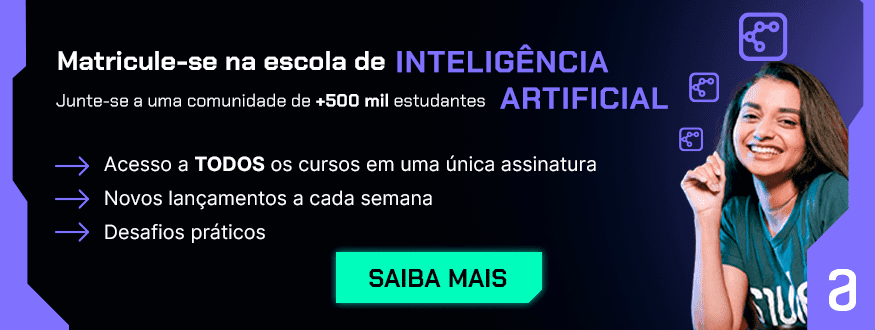 Matricule-se na escola de INTELIGÊNCIA
Junte-se a uma comunidade de +500 mil estudantes ARTIFICIAL
Acesso a TODOS os cursos em uma única assinatura
Novos lançamentos a cada semana
Desafios práticos
SAIBA MAIS
a